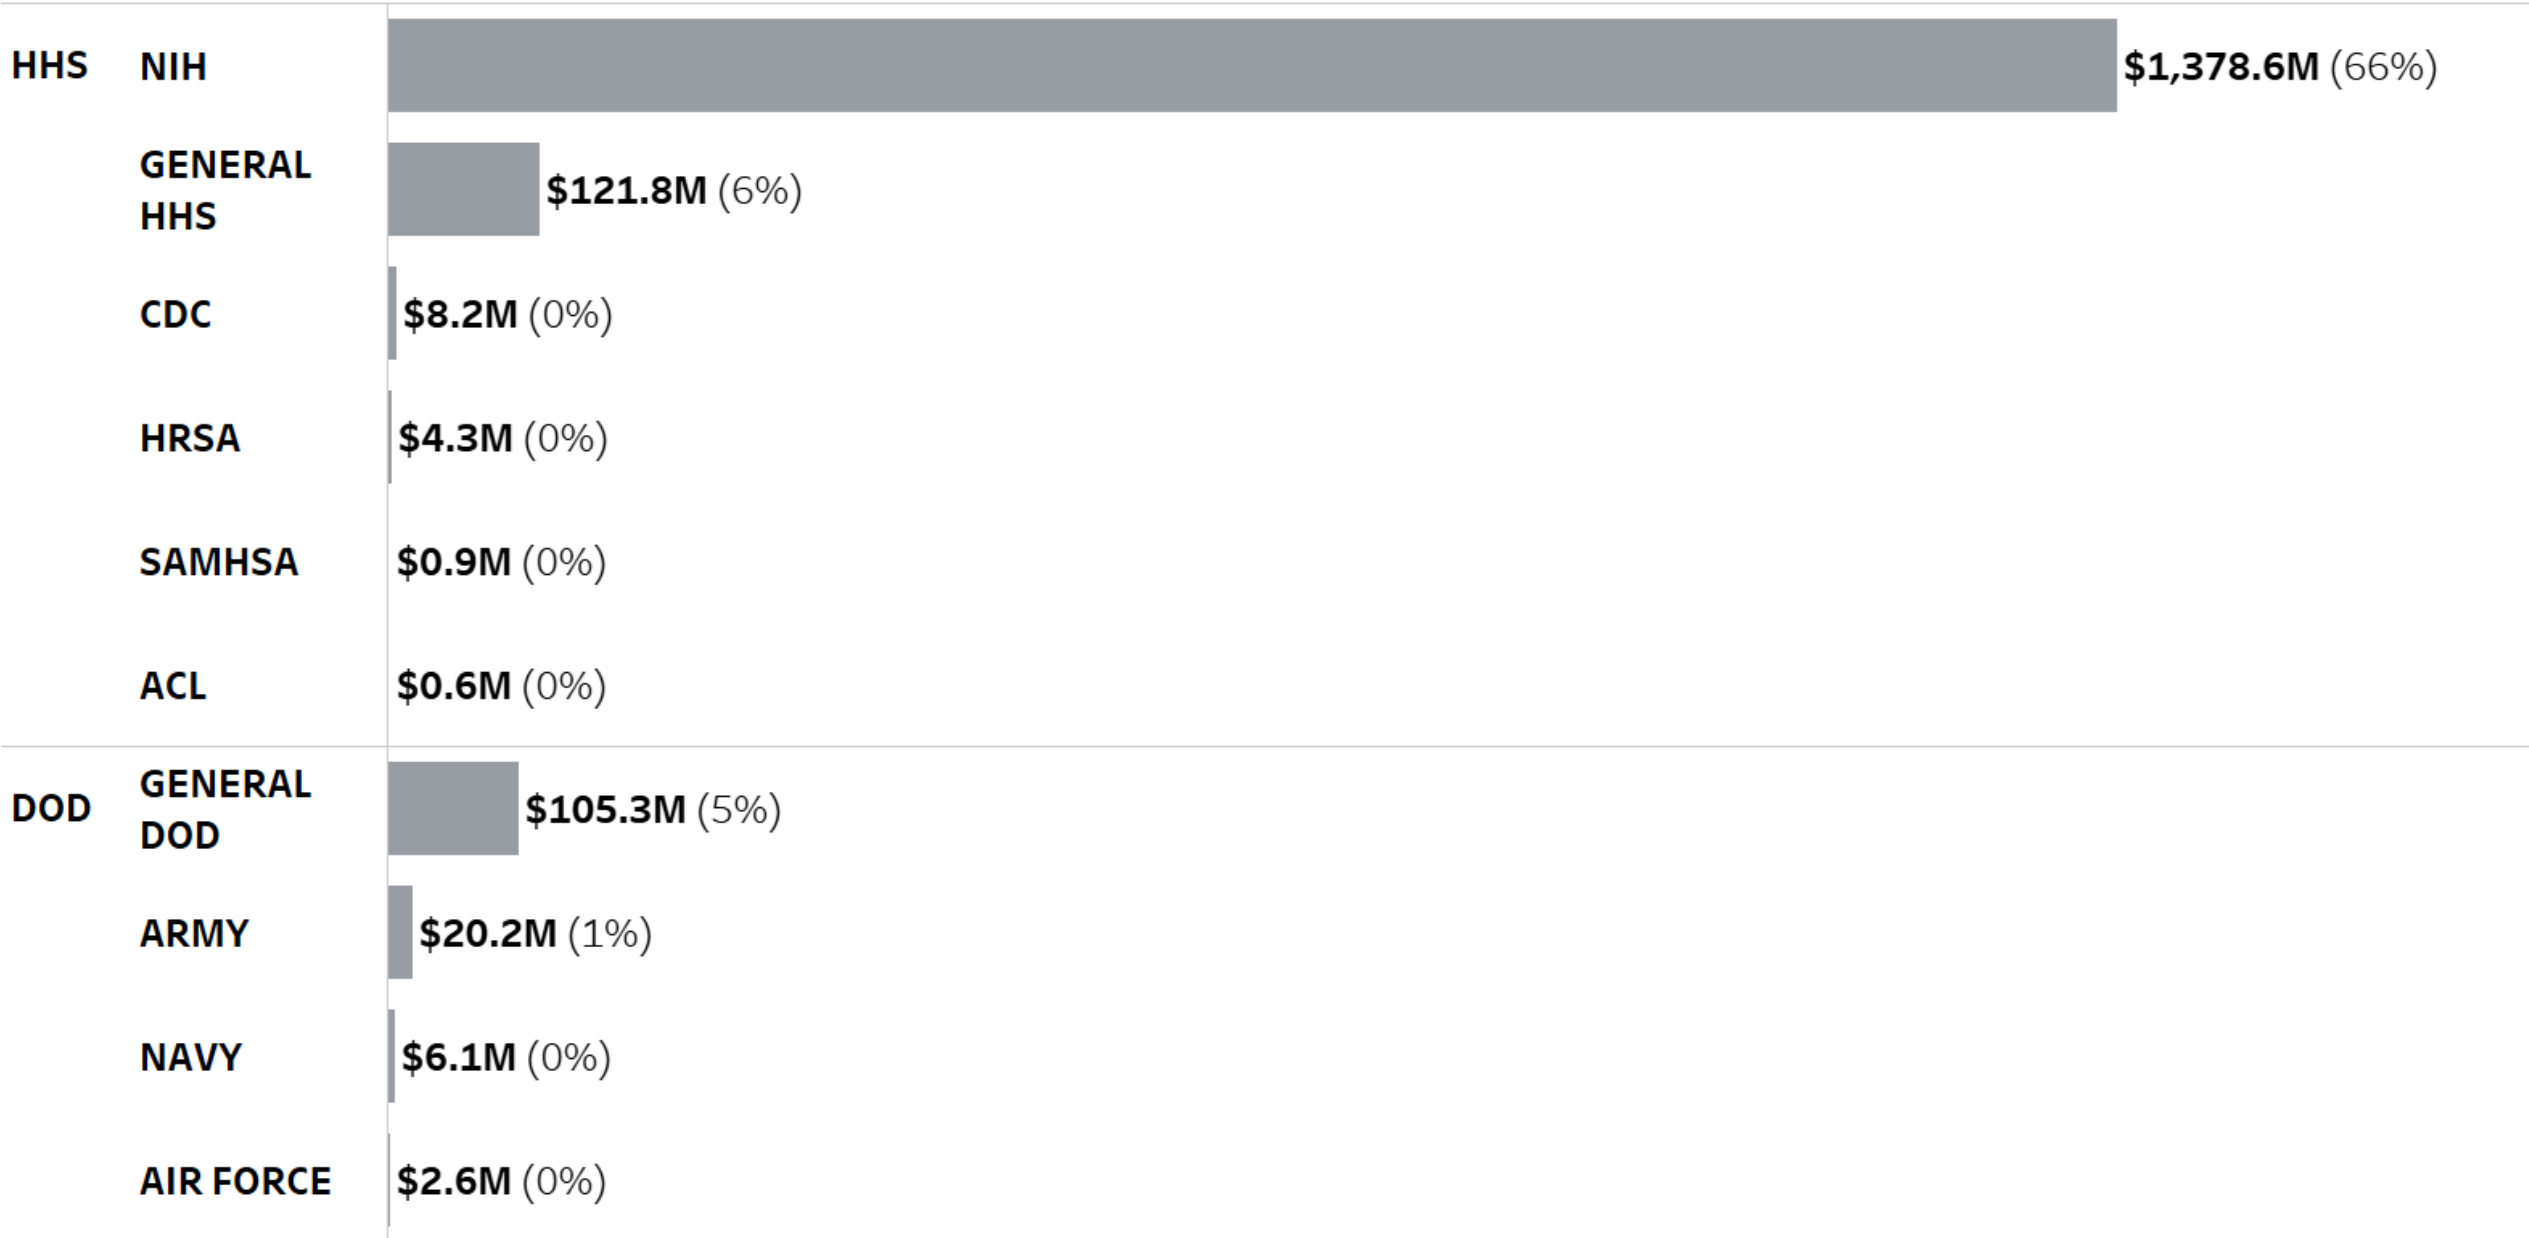 HHS NIH $1,378.6M (66%)
GENERAL
HHS
$121.8M (6%)
CDC $8.2M (0%)
HRSA $4.3M (0%)
SAMHSA $0.9M (0%)
ACL $0.6M (0%)
DOD GENERAL
DOD
$105.3M (5%)
ARMY $20.2M (1%)
NAVY $6.1M (0%)
AIR FORCE $2.6M (0%)